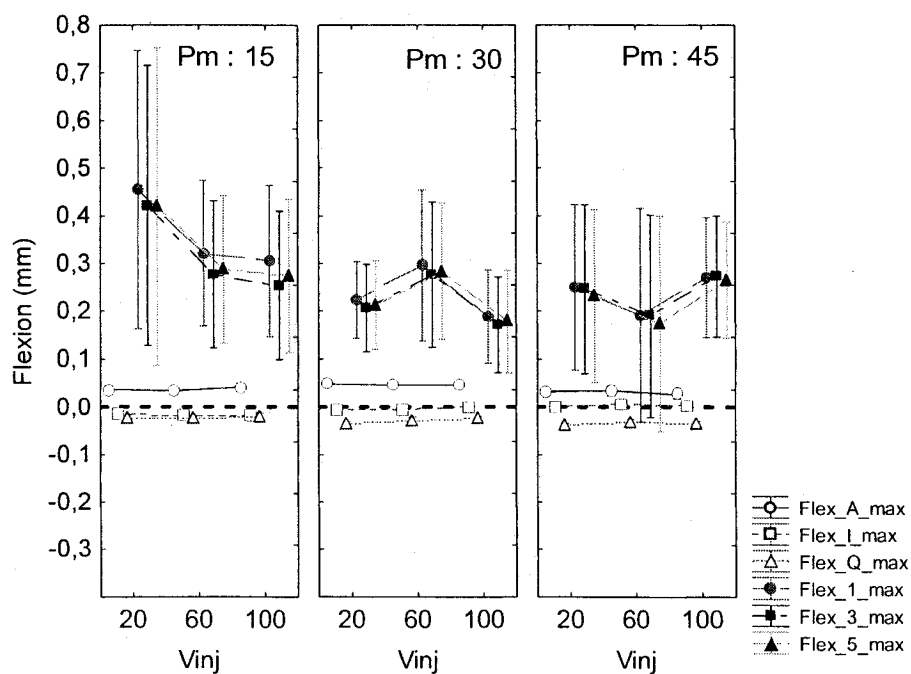 Pm : 15
Pm : 30
Pm : 45
Flexion (mm)
0,8
0,7
0,6
0,5
0,4
0,3
0,2
0,1
0,0
-0,1
-0,2
-0,3
20 60 100
20 60 100
20 60 100
Vinj
Vinj
Vinj
Flex_A_max
Flex_I_max
Flex_Q_max
Flex_1_max
Flex_3_max
Flex_5_max